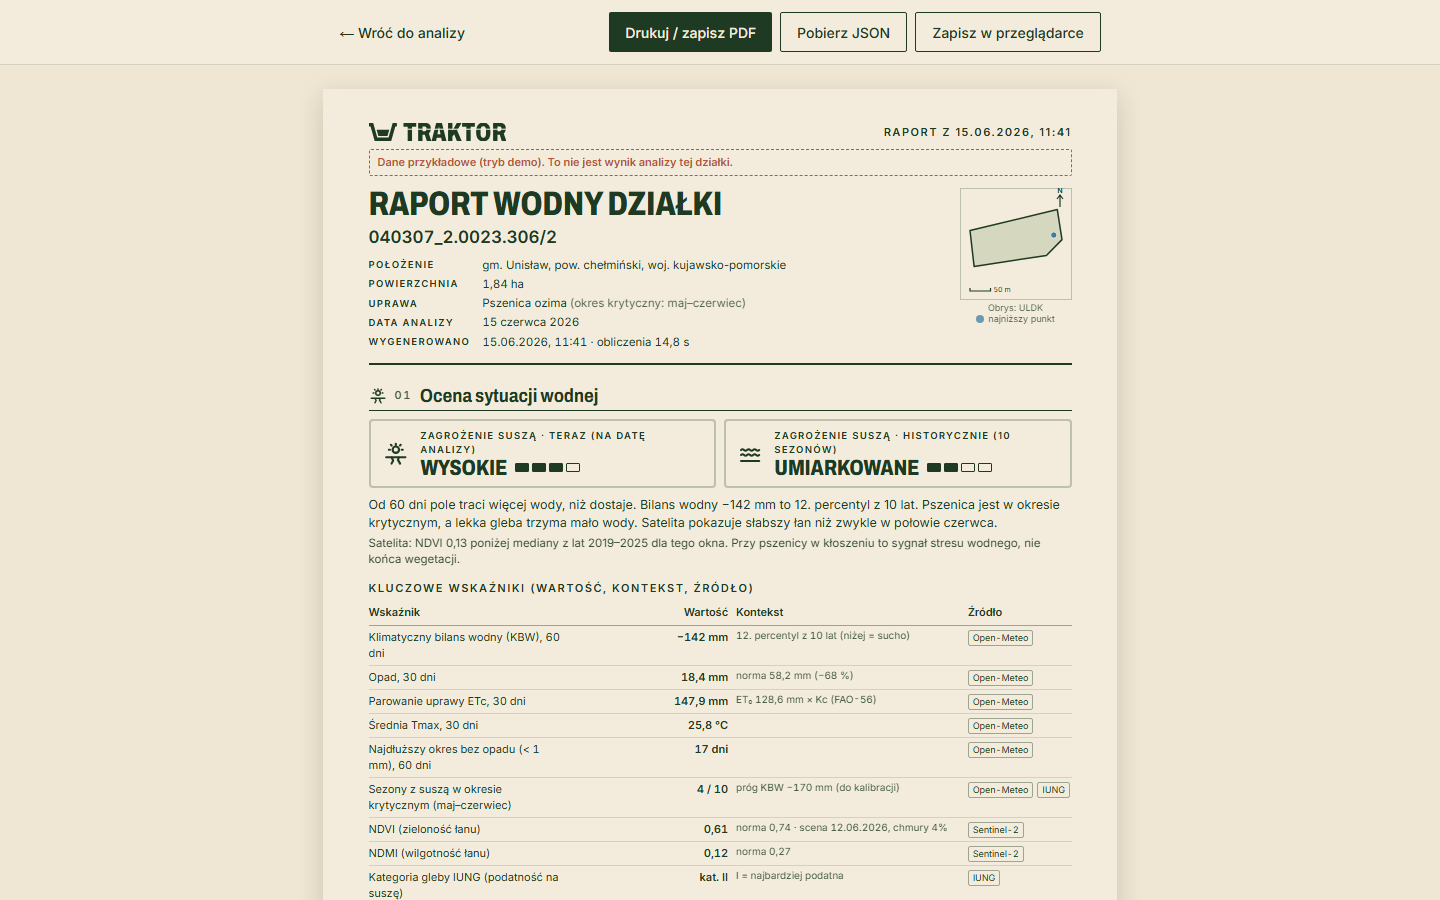 ← Wróć do analizy
Drukuj / zapisz PDF
Pobierz JSON
Zapisz w przeglądarce
TRAKTOR
RAPORT Z 15.06.2026, 11:41
Dane przykładowe (tryb demo). To nie jest wynik analizy tej działki.
RAPORT WODNY DZIAŁKI
040307_2.0023.306/2
POŁOŻENIE gm. Unisław, pow. chełmiński, woj. kujawsko-pomorskie
POWIERZCHNIA 1,84 ha
UPRAWA Pszenica ozima (okres krytyczny: maj–czerwiec)
DATA ANALIZY 15 czerwca 2026
WYGENEROWANO 15.06.2026, 11:41 · obliczenia 14,8 s
N
50 m
Obrys: ULDK
najniższy punkt
01 Ocena sytuacji wodnej
ZAGROŻENIE SUSZĄ · TERAZ (NA DATĘ
ANALIZY)
WYSOKIE
ZAGROŻENIE SUSZĄ · HISTORYCZNIE (10
SEZONÓW)
UMIARKOWANE
Od 60 dni pole traci więcej wody, niż dostaje. Bilans wodny −142 mm to 12. percentyl z 10 lat. Pszenica jest w okresie
krytycznym, a lekka gleba trzyma mało wody. Satelita pokazuje słabszy łan niż zwykle w połowie czerwca.
Satelita: NDVI 0,13 poniżej mediany z lat 2019–2025 dla tego okna. Przy pszenicy w kłoszeniu to sygnał stresu wodnego, nie
końca wegetacji.
KLUCZOWE WSKAŹNIKI (WARTOŚĆ, KONTEKST, ŹRÓDŁO)
Wskaźnik Wartość Kontekst Źródło
Klimatyczny bilans wodny (KBW), 60
dni
−142 mm 12. percentyl z 10 lat (niżej = sucho) Open-Meteo
Opad, 30 dni 18,4 mm norma 58,2 mm (−68 %) Open-Meteo
Parowanie uprawy ETc, 30 dni 147,9 mm ET₀ 128,6 mm × Kc (FAO-56) Open-Meteo
Średnia Tmax, 30 dni 25,8 °C Open-Meteo
Najdłuższy okres bez opadu (< 1
mm), 60 dni
17 dni Open-Meteo
Sezony z suszą w okresie
krytycznym (maj–czerwiec)
4 / 10 próg KBW −170 mm (do kalibracji) Open-Meteo IUNG
NDVI (zieloność łanu) 0,61 norma 0,74 · scena 12.06.2026, chmury 4% Sentinel-2
NDMI (wilgotność łanu) 0,12 norma 0,27 Sentinel-2
Kategoria gleby IUNG (podatność na
suszę)
kat. II I = najbardziej podatna IUNG